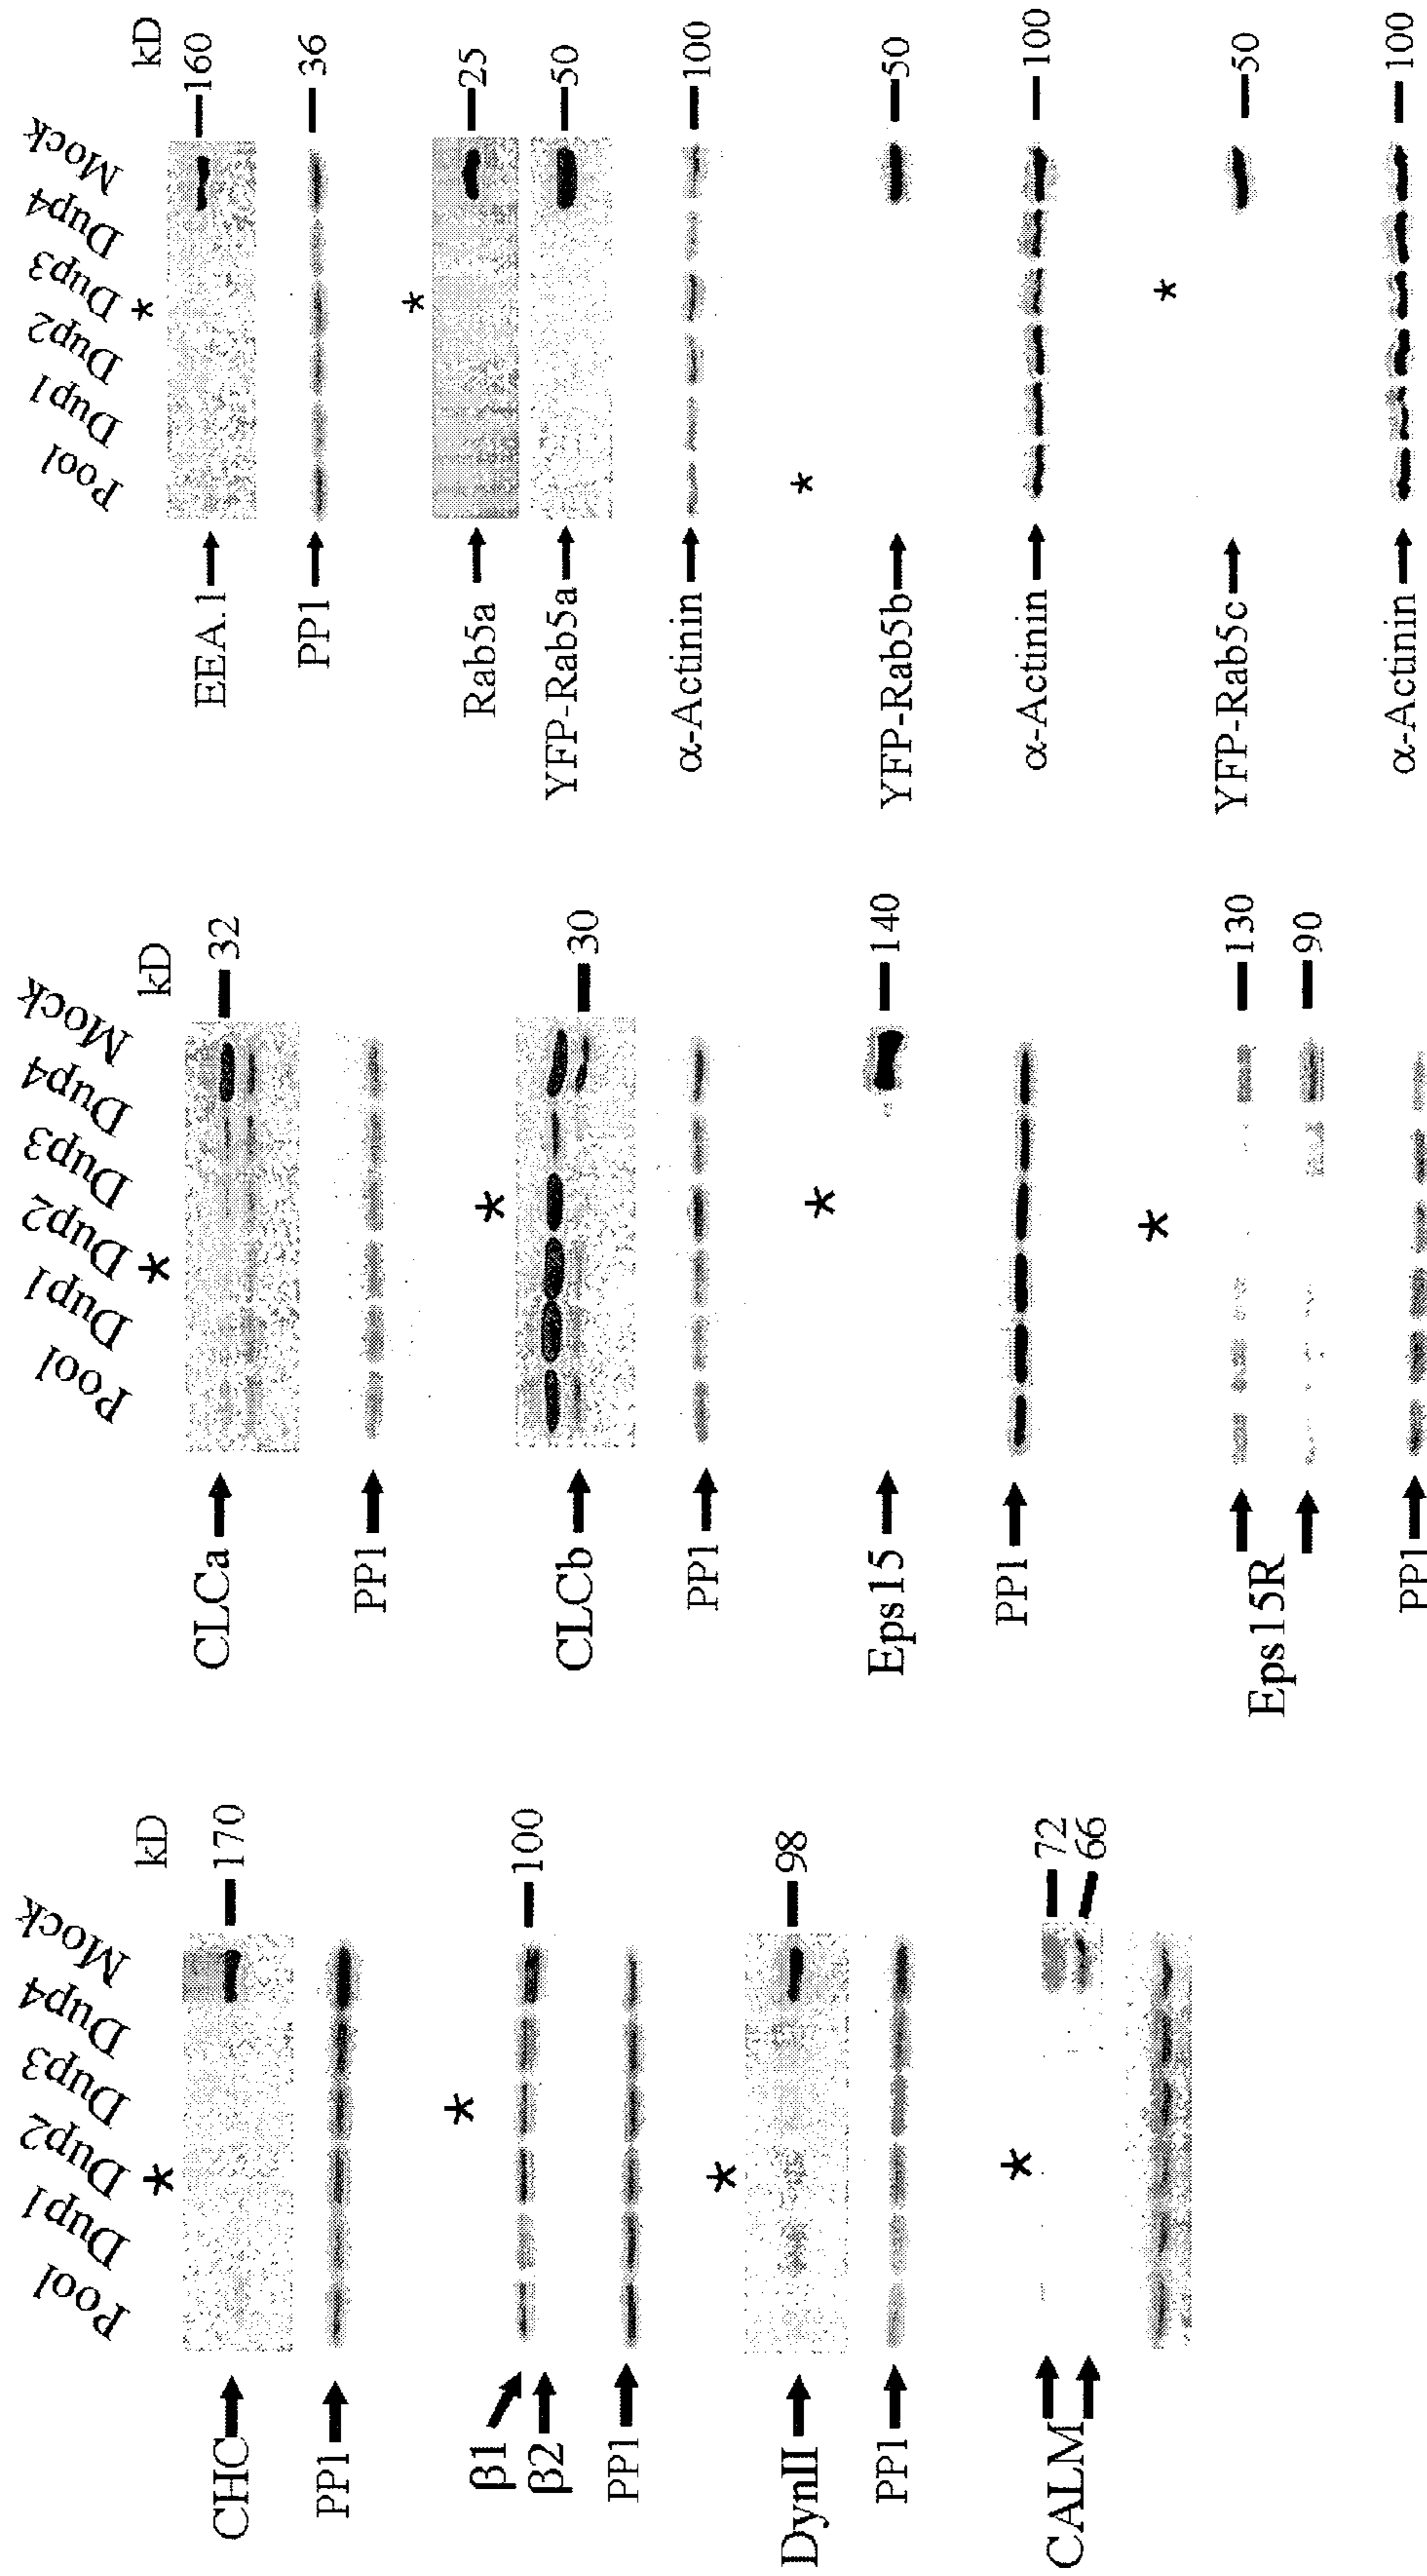 Pool Dup1 Dup2 Dup3 Dup4 Mock
*
kD
CHC 170
PP1
*
β1
β2 100
PP1
*
DynII 98
PP1
*
CALM 72
66
Pool Dup1 Dup2 Dup3 Dup4 Mock
*
kD
CLCa 32
PP1
*
CLCb 30
PP1
*
Eps15 140
PP1
*
Eps15R 130
90
PP1
Pool Dup1 Dup2 Dup3 Dup4 Mock
*
kD
EEA.1 160
PP1 36
*
Rab5a 25
YFP-Rab5a 50
α-Actinin 100
*
YFP-Rab5b 50
α-Actinin 100
*
YFP-Rab5c 50
α-Actinin 100